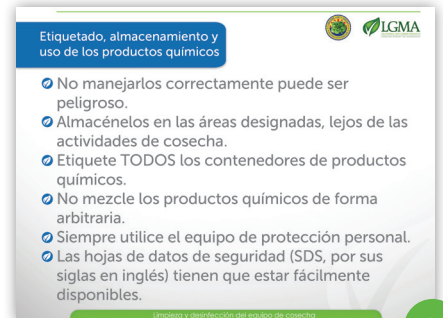 Etiquetado, almacenamiento y
uso de los productos químicos
LGMA
No manejarlos correctamente puede ser
peligroso.
Almacénelos en las áreas designadas, lejos de las
actividades de cosecha.
Etiquete TODOS los contenedores de productos
químicos.
No mezcle los productos químicos de forma
arbitraria.
Siempre utilice el equipo de protección personal.
Las hojas de datos de seguridad (SDS, por sus
siglas en inglés) tienen que estar fácilmente
disponibles.
Limpieza y desinfección del equipo de cosecha